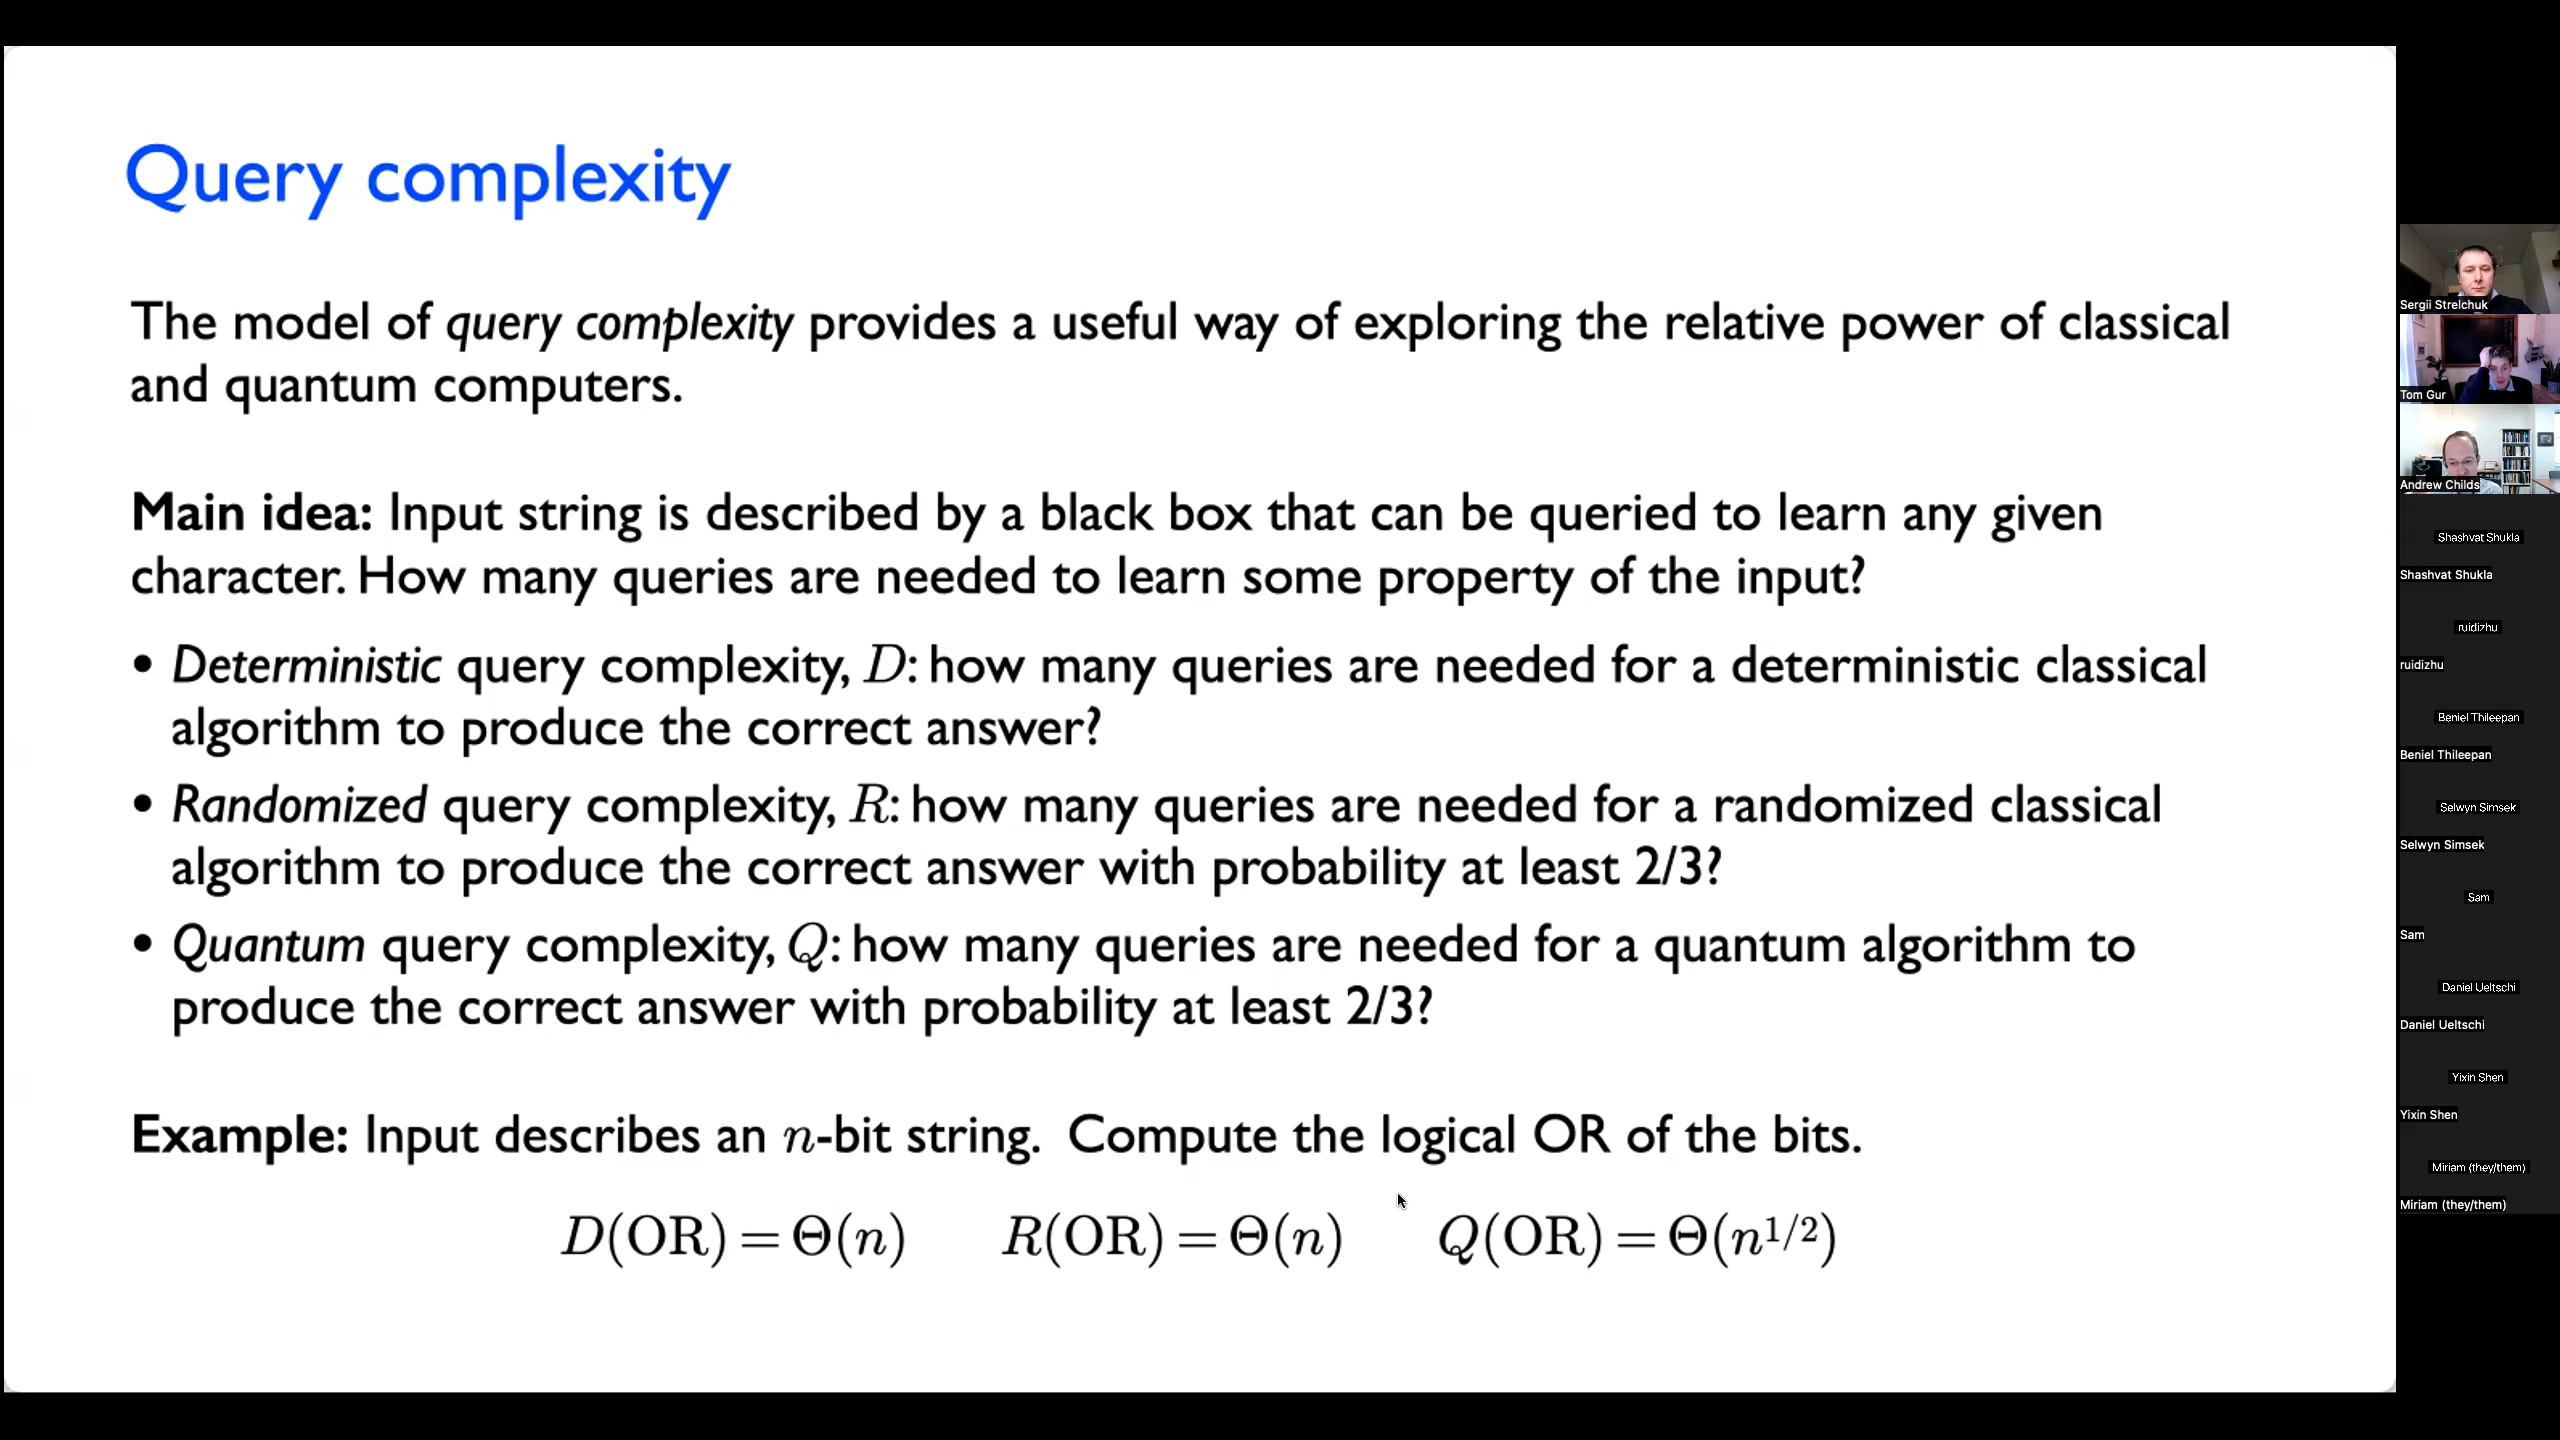 Query complexity
The model of query complexity provides a useful way of exploring the relative power of classical
and quantum computers.
Main idea: Input string is described by a black box that can be queried to learn any given
character. How many queries are needed to learn some property of the input?
• Deterministic query complexity, D: how many queries are needed for a deterministic classical
algorithm to produce the correct answer?
• Randomized query complexity, R: how many queries are needed for a randomized classical
algorithm to produce the correct answer with probability at least 2/3?
• Quantum query complexity, Q: how many queries are needed for a quantum algorithm to
produce the correct answer with probability at least 2/3?
Example: Input describes an n-bit string. Compute the logical OR of the bits.
D(OR) = Θ(n) R(OR) = Θ(n) Q(OR) = Θ(n^{1/2})
Sergii Strelchuk
Tom Gur
Andrew Childs
Shashvat Shukla
Shashvat Shukla
ruidizhu
ruidizhu
Beniel Thileepan
Beniel Thileepan
Selwyn Simsek
Selwyn Simsek
Sam
Sam
Daniel Ueltschi
Daniel Ueltschi
Yixin Shen
Yixin Shen
Miriam (they/them)
Miriam (they/them)